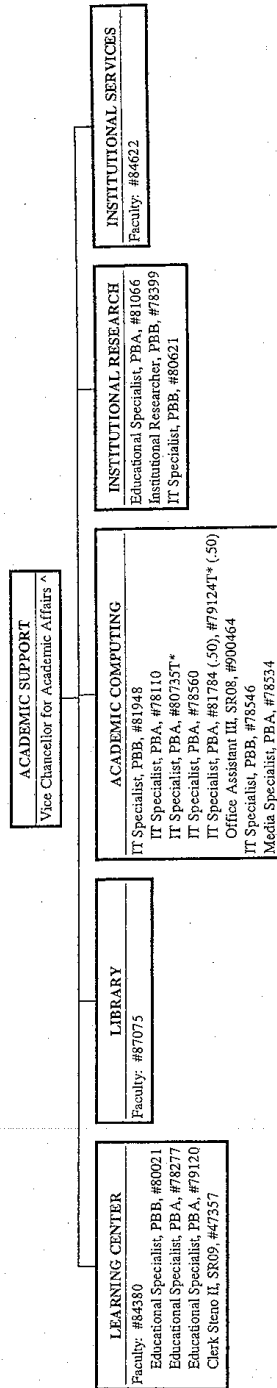 ACADEMIC SUPPORT
Vice Chancellor for Academic Affairs ^
LEARNING CENTER
Faculty: #84380
Educational Specialist, PBB, #80021
Educational Specialist, PBA, #78277
Educational Specialist, PBA, #79120
Clerk Steno II, SR09, #47357
LIBRARY
Faculty: #87075
ACADEMIC COMPUTING
IT Specialist, PBB, #81948
IT Specialist, PBA, #78110
IT Specialist, PBA, #80735T*
IT Specialist, PBA, #78560
IT Specialist, PBA, #81784 (.50), #79124T* (.50)
Office Assistant III, SR08, #900464
IT Specialist, PBB, #78546
Media Specialist, PBA, #78534
INSTITUTIONAL RESEARCH
Educational Specialist, PBA, #81066
Institutional Researcher, PBB, #78399
IT Specialist, PBB, #80621
INSTITUTIONAL SERVICES
Faculty: #84622